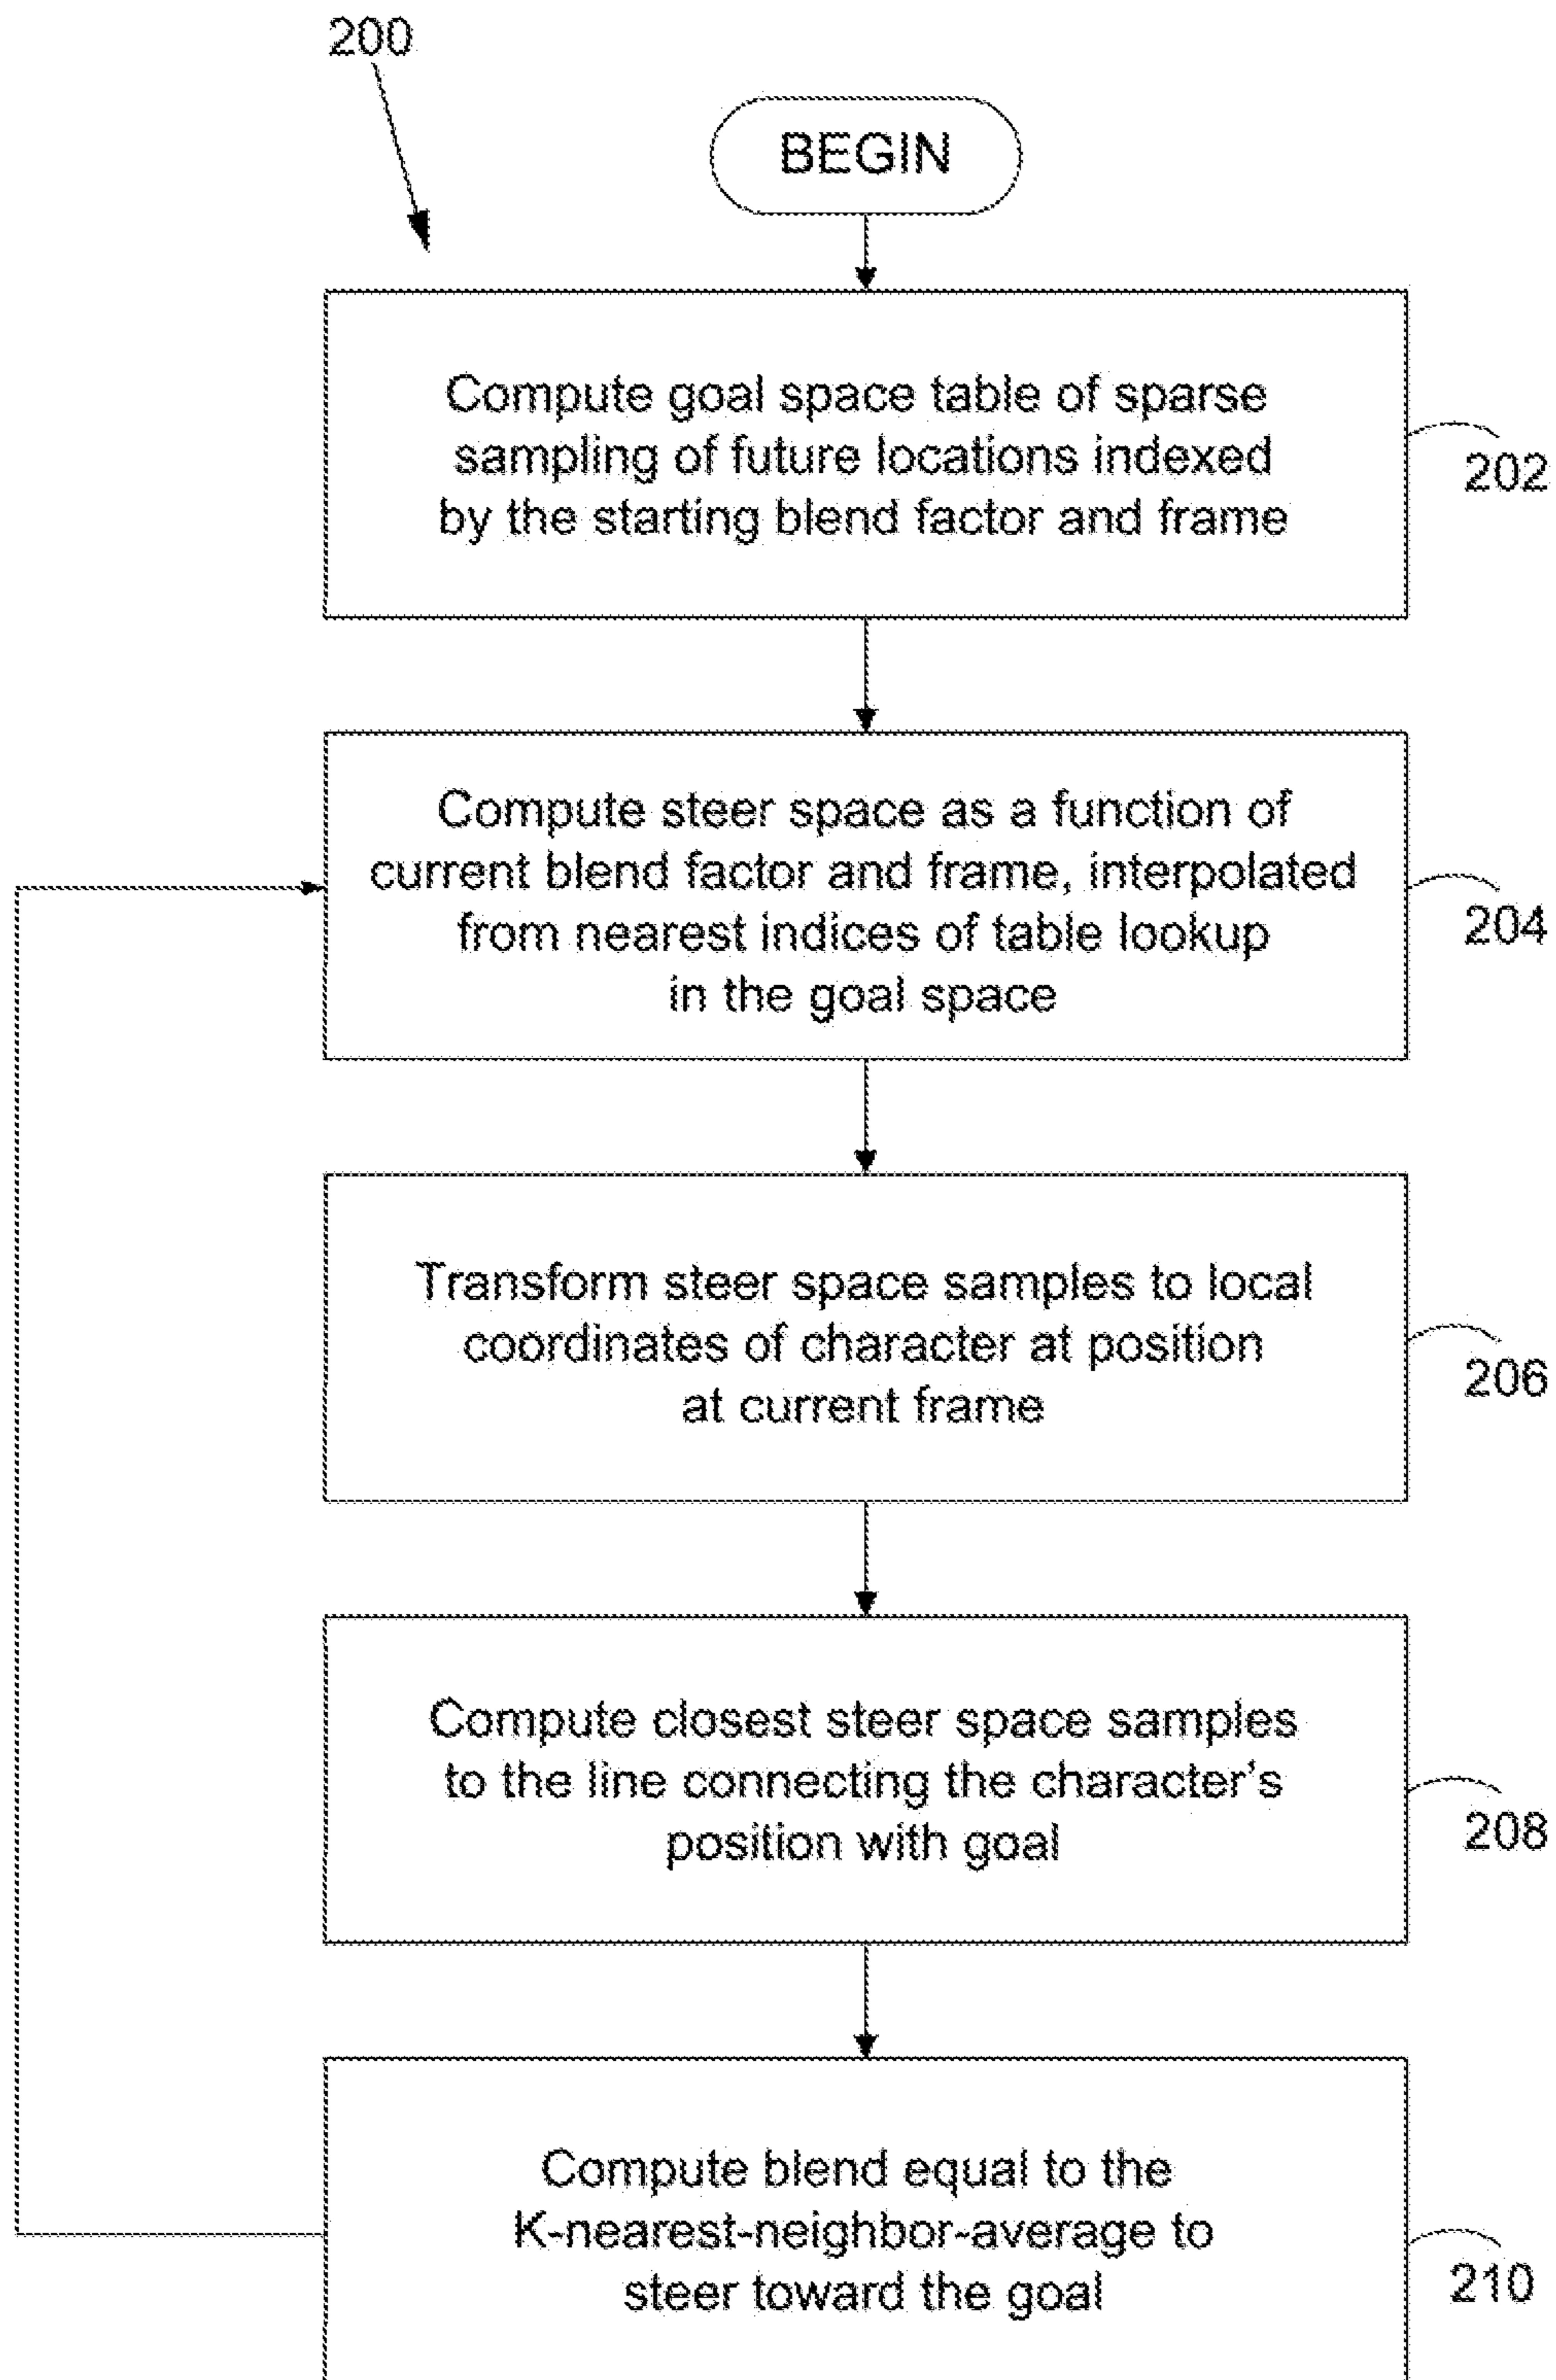 200
BEGIN
Compute goal space table of sparse
sampling of future locations indexed
by the starting blend factor and frame
202
Compute steer space as a function of
current blend factor and frame, interpolated
from nearest indices of table lookup
in the goal space
204
Transform steer space samples to local
coordinates of character at position
at current frame
206
Compute closest steer space samples
to the line connecting the character's
position with goal
208
Compute blend equal to the
K-nearest-neighbor-average to
steer toward the goal
210